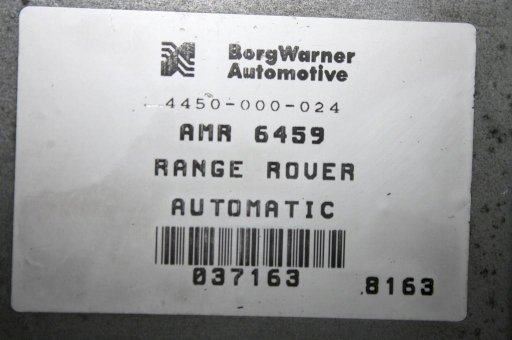 BorgWarner
Automotive
4450-000-024
AMR 6459
RANGE ROVER
AUTOMATIC
037163
8163